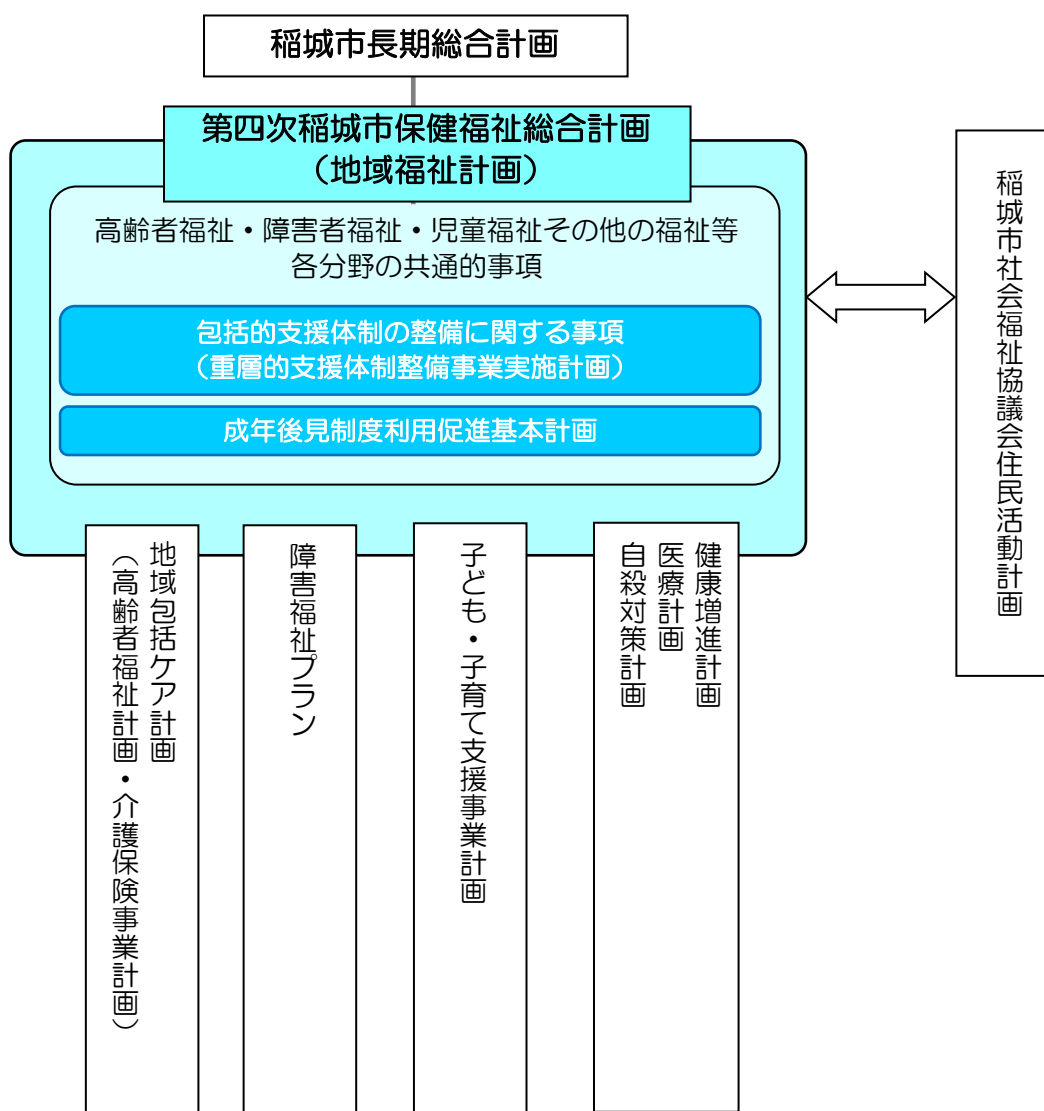 稲城市長期総合計画
第四次稲城市保健福祉総合計画
（地域福祉計画）
高齢者福祉・障害者福祉・児童福祉その他の福祉等
各分野の共通的事項
包括的支援体制の整備に関する事項
（重層的支援体制整備事業実施計画）
成年後見制度利用促進基本計画
地域包括ケア計画
（高齢者福祉計画・介護保険事業計画）
障害福祉プラン
子ども・子育て支援事業計画
健康増進計画
医療計画
自殺対策計画
稲城市社会福祉協議会住民活動計画